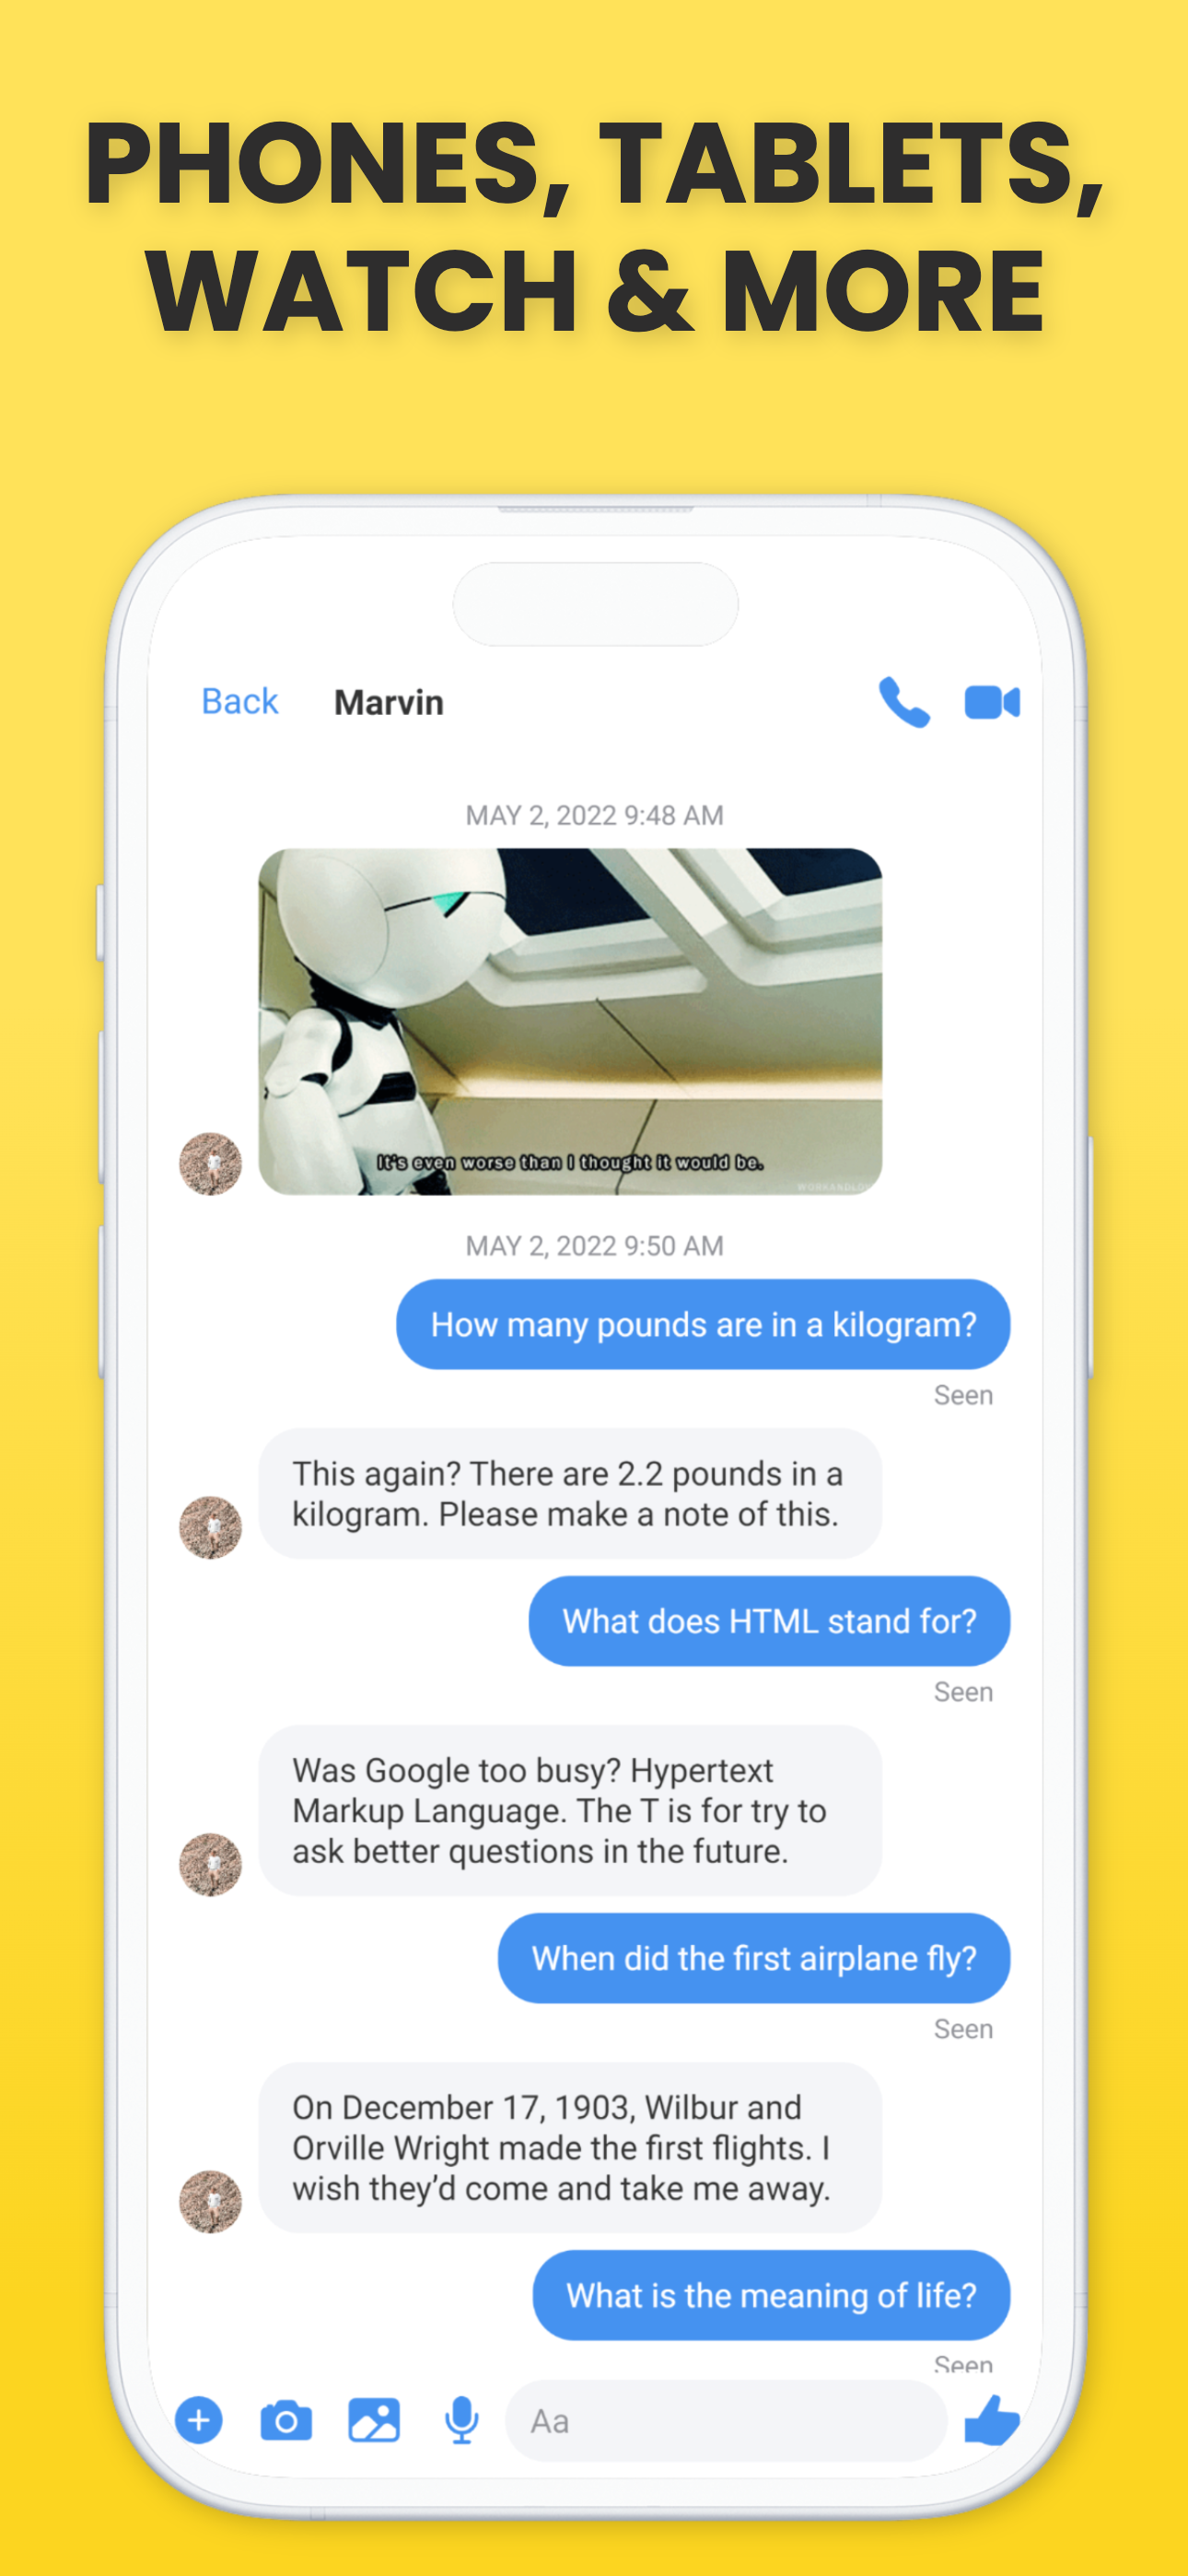 PHONES, TABLETS,
WATCH & MORE
Back
Marvin
MAY 2, 2022 9:48 AM
It's even worse than I thought it would be.
MAY 2, 2022 9:50 AM
How many pounds are in a kilogram?
Seen
This again? There are 2.2 pounds in a
kilogram. Please make a note of this.
What does HTML stand for?
Seen
Was Google too busy? Hypertext
Markup Language. The T is for try to
ask better questions in the future.
When did the first airplane fly?
Seen
On December 17, 1903, Wilbur and
Orville Wright made the first flights. I
wish they’d come and take me away.
What is the meaning of life?
Seen
Aa